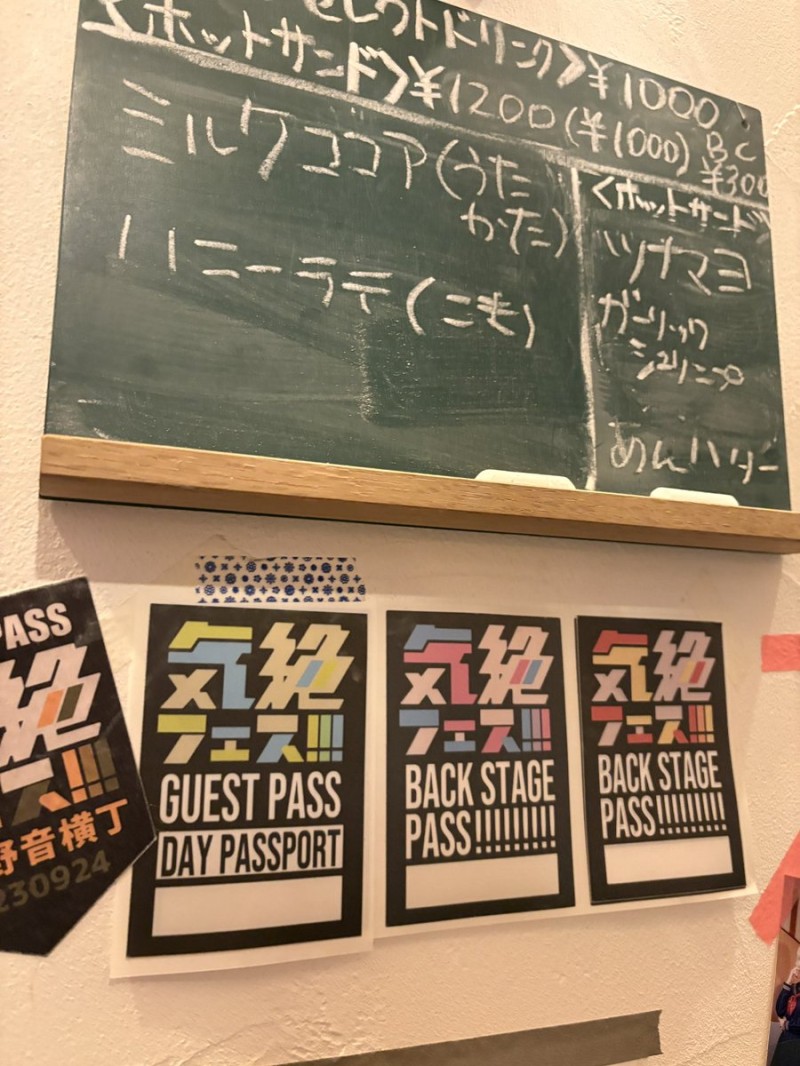 セレクトドリンク>¥1000
<ホットサンド>¥1200(¥1000) BC
¥300
ミルクココア(うた
かた)
ハニーラテ(こも)
<ホットサンド>
ツナマヨ
ガーリック
シュリンプ
あんバター
PASS
絶
ス!!!
野音横丁
230924
気絶
フェス!!!
GUEST PASS
DAY PASSPORT
気絶
フェス!!!
BACK STAGE
PASS!!!!!!!!!
気絶
フェス!!!
BACK STAGE
PASS!!!!!!!!!